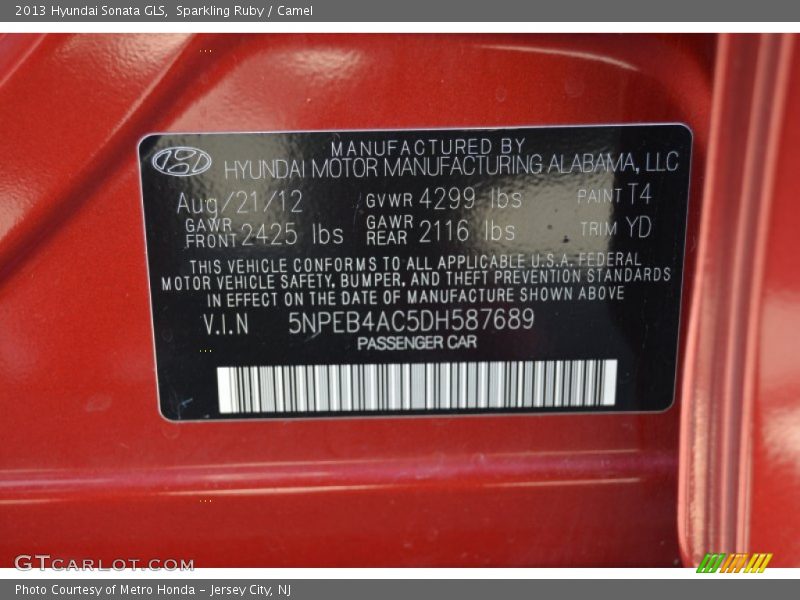 2013 Hyundai Sonata GLS, Sparkling Ruby / Camel
MANUFACTURED BY
HYUNDAI MOTOR MANUFACTURING ALABAMA, LLC
Aug/21/12 GVWR 4299 lbs PAINT T4
GAWR FRONT 2425 lbs GAWR REAR 2116 lbs TRIM YD
THIS VEHICLE CONFORMS TO ALL APPLICABLE U.S.A. FEDERAL
MOTOR VEHICLE SAFETY, BUMPER, AND THEFT PREVENTION STANDARDS
IN EFFECT ON THE DATE OF MANUFACTURE SHOWN ABOVE
V.I.N 5NPEB4AC5DH587689
PASSENGER CAR
GTCARLOT.COM
Photo Courtesy of Metro Honda - Jersey City, NJ